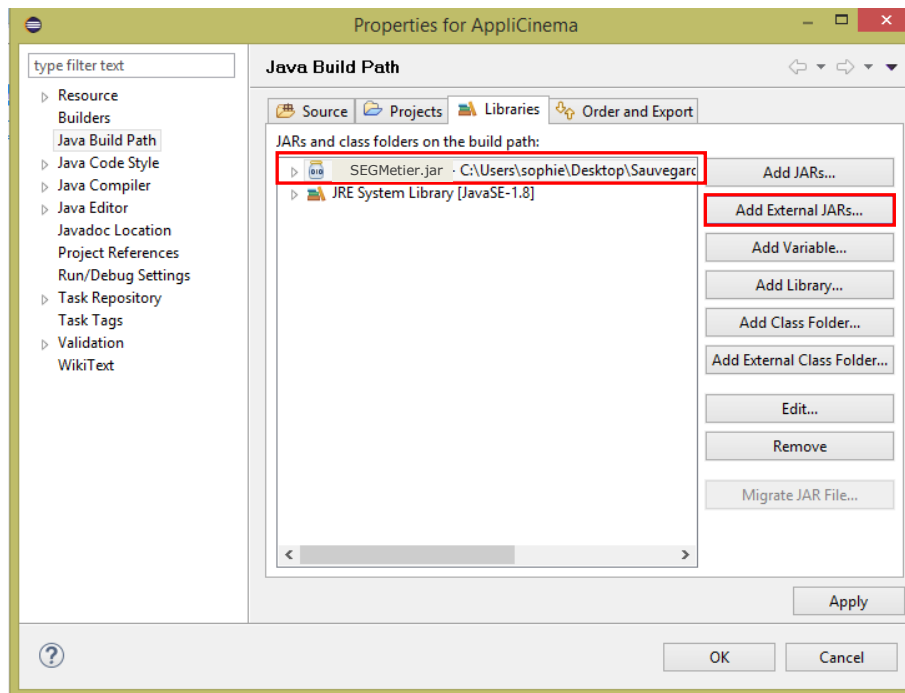 Properties for AppliCinema
type filter text
Resource
Builders
Java Build Path
Java Code Style
Java Compiler
Java Editor
Javadoc Location
Project References
Run/Debug Settings
Task Repository
Task Tags
Validation
WikiText
Java Build Path
Source Projects Libraries Order and Export
JARs and class folders on the build path:
SEGMetier.jar - C:\Users\sophie\Desktop\Sauvegarc
JRE System Library [JavaSE-1.8]
Add JARs...
Add External JARs...
Add Variable...
Add Library...
Add Class Folder...
Add External Class Folder...
Edit...
Remove
Migrate JAR File...
Apply
OK Cancel